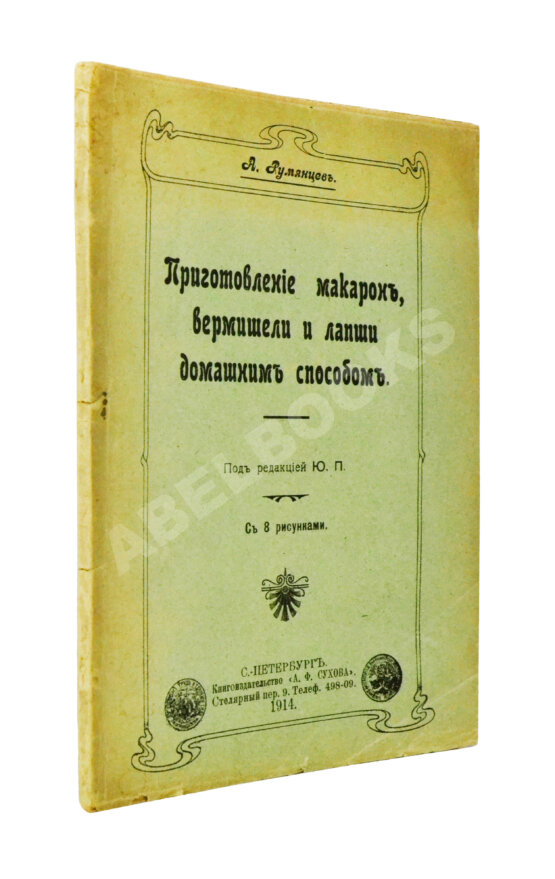 А. Румянцевъ.
Приготовленіе макаронъ,
вермишели и лапши
домашнимъ способомъ.
Подъ редакціей Ю. П.
Съ 8 рисунками.
С.-ПЕТЕРБУРГЪ.
Книгоиздательство «А. Ф. СУХОВА».
Столярный пер. 9. Телеф. 498-09.
1914.
ABELBOOKS